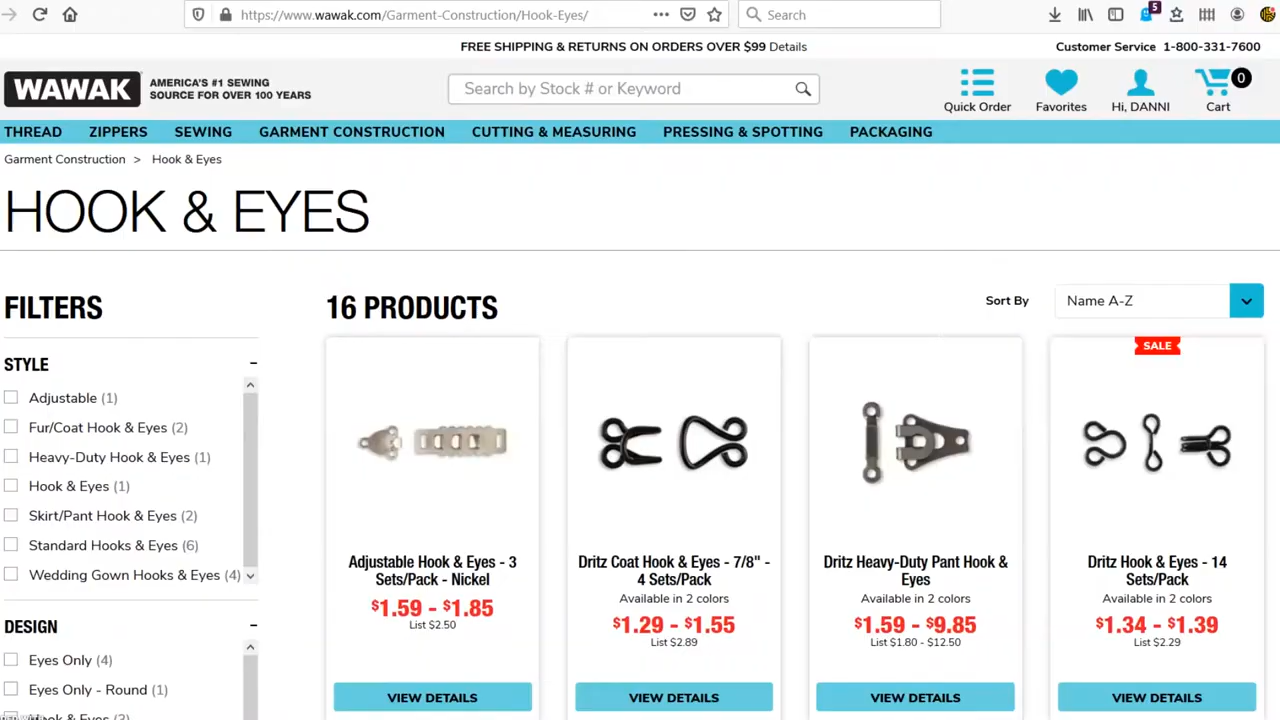 https://www.wawak.com/Garment-Construction/Hook-Eyes/
Search
5
FREE SHIPPING & RETURNS ON ORDERS OVER $99 Details
Customer Service 1-800-331-7600
WAWAK
AMERICA'S #1 SEWING
SOURCE FOR OVER 100 YEARS
Search by Stock # or Keyword
Quick Order
Favorites
Hi, DANNI
0
Cart
THREAD ZIPPERS SEWING GARMENT CONSTRUCTION CUTTING & MEASURING PRESSING & SPOTTING PACKAGING
Garment Construction > Hook & Eyes
HOOK & EYES
FILTERS
STYLE
Adjustable (1)
Fur/Coat Hook & Eyes (2)
Heavy-Duty Hook & Eyes (1)
Hook & Eyes (1)
Skirt/Pant Hook & Eyes (2)
Standard Hooks & Eyes (6)
Wedding Gown Hooks & Eyes (4)
DESIGN
Eyes Only (4)
Eyes Only - Round (1)
16 PRODUCTS
Sort By
Name A-Z
Adjustable Hook & Eyes - 3
Sets/Pack - Nickel
$1.59 - $1.85
List $2.50
VIEW DETAILS
Dritz Coat Hook & Eyes - 7/8" -
4 Sets/Pack
Available in 2 colors
$1.29 - $1.55
List $2.89
VIEW DETAILS
Dritz Heavy-Duty Pant Hook &
Eyes
Available in 2 colors
$1.59 - $9.85
List $1.80 - $12.50
VIEW DETAILS
SALE
Dritz Hook & Eyes - 14
Sets/Pack
Available in 2 colors
$1.34 - $1.39
List $2.29
VIEW DETAILS